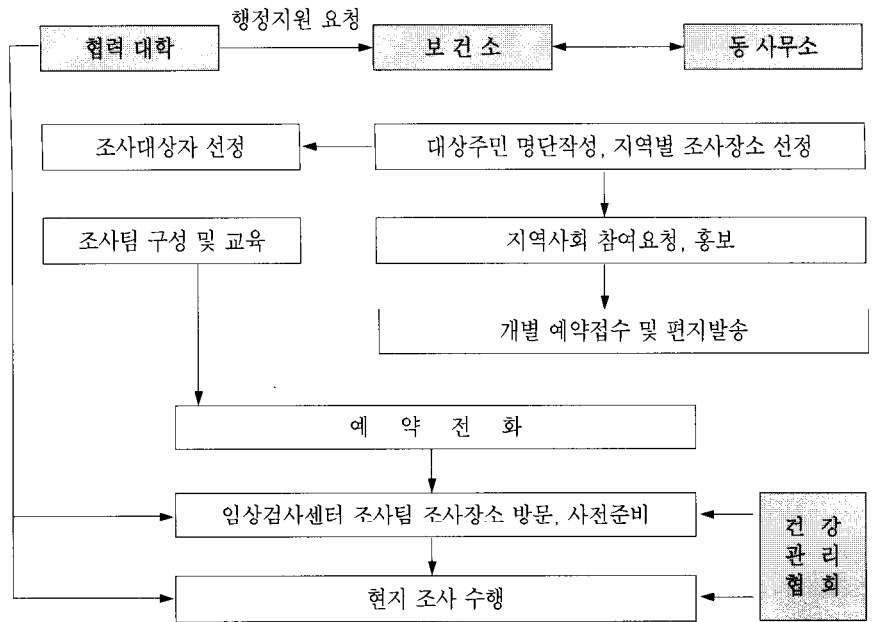 행정지원 요청
협력 대학
보 건 소
동 사무소
조사대상자 선정
대상주민 명단작성, 지역별 조사장소 선정
조사팀 구성 및 교육
지역사회 참여요청, 홍보
개별 예약접수 및 편지발송
예 약 전 화
임상검사센터 조사팀 조사장소 방문, 사전준비
건 강
관 리
협 회
현지 조사 수행